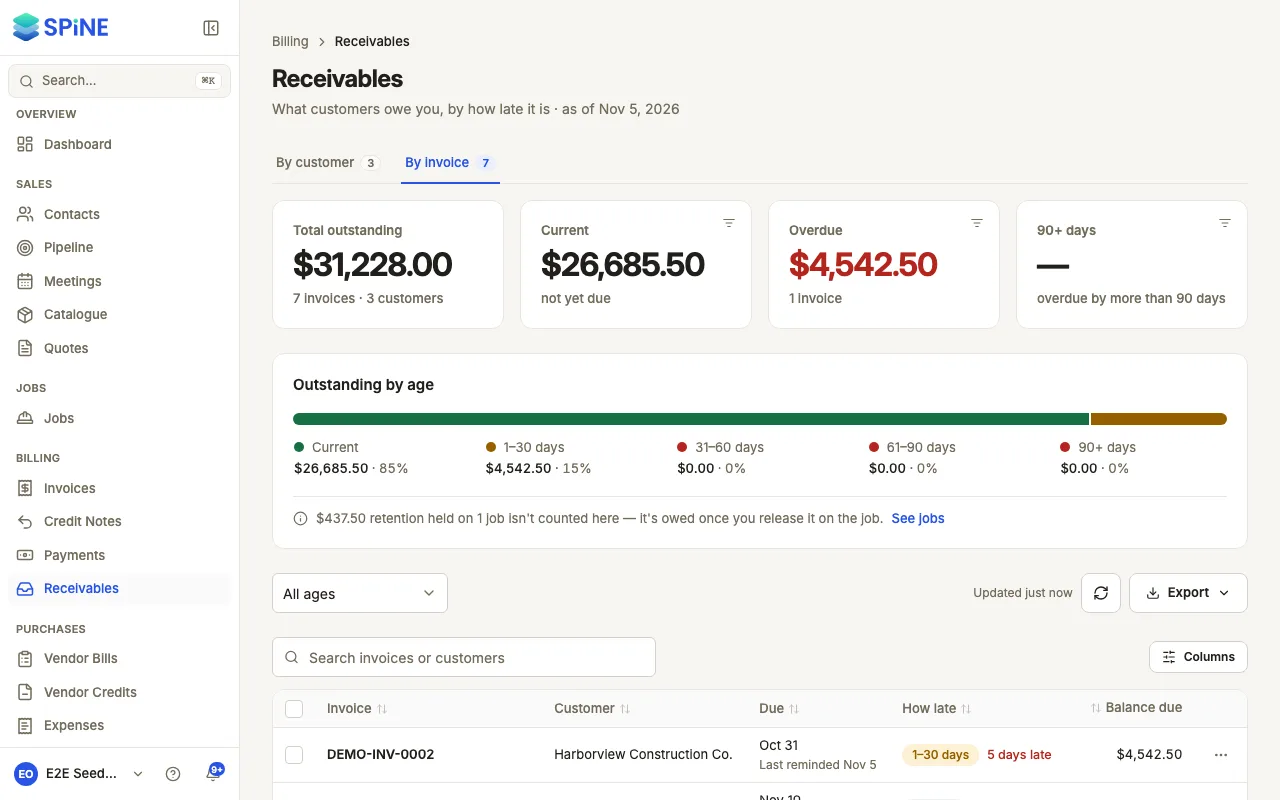 SPiNE
Search... ⌘K
OVERVIEW
Dashboard
SALES
Contacts
Pipeline
Meetings
Catalogue
Quotes
JOBS
Jobs
BILLING
Invoices
Credit Notes
Payments
Receivables
PURCHASES
Vendor Bills
Vendor Credits
Expenses
EO E2E Seed... 9+
Billing > Receivables
Receivables
What customers owe you, by how late it is · as of Nov 5, 2026
By customer 3 By invoice 7
Total outstanding
$31,228.00
7 invoices · 3 customers
Current
$26,685.50
not yet due
Overdue
$4,542.50
1 invoice
90+ days
—
overdue by more than 90 days
Outstanding by age
Current 1–30 days 31–60 days 61–90 days 90+ days
$26,685.50 · 85% $4,542.50 · 15% $0.00 · 0% $0.00 · 0% $0.00 · 0%
$437.50 retention held on 1 job isn't counted here — it's owed once you release it on the job. See jobs
All ages Updated just now Export
Search invoices or customers Columns
Invoice Customer Due How late Balance due
DEMO-INV-0002 Harborview Construction Co. Oct 31 1–30 days 5 days late $4,542.50
Last reminded Nov 5
Nov 10